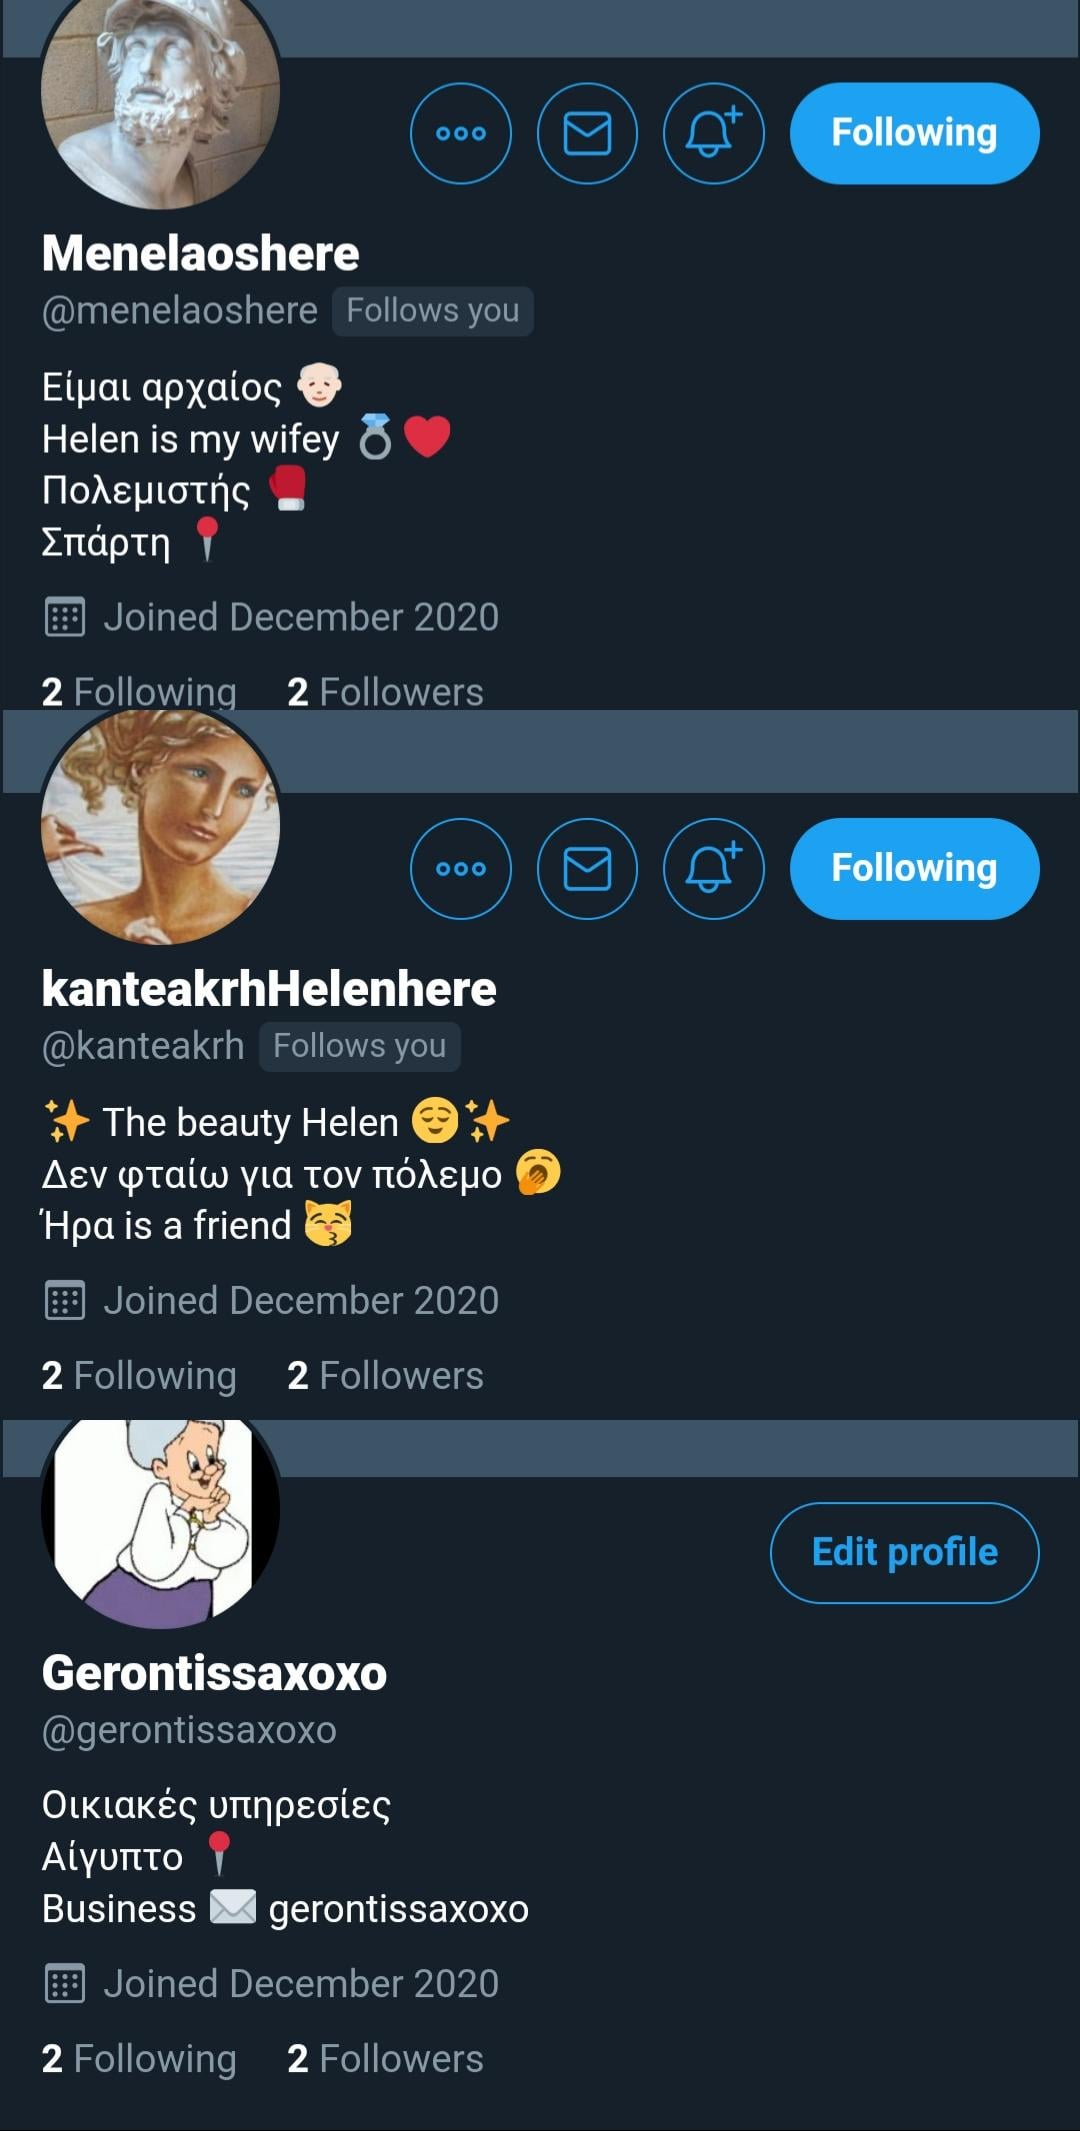 Following
Menelaoshere
@menelaoshere Follows you
Είμαι αρχαίος 👴🏻
Helen is my wifey 💍❤️
Πολεμιστής 🥊
Σπάρτη 📍
Joined December 2020
2 Following 2 Followers
Following
kanteakrhHelenhere
@kanteakrh Follows you
✨ The beauty Helen 😌✨
Δεν φταίω για τον πόλεμο 🥱
Ήρα is a friend 😽
Joined December 2020
2 Following 2 Followers
Edit profile
Gerontissaxoxo
@gerontissaxoxo
Οικιακές υπηρεσίες
Αίγυπτο 📍
Business ✉️ gerontissaxoxo
Joined December 2020
2 Following 2 Followers